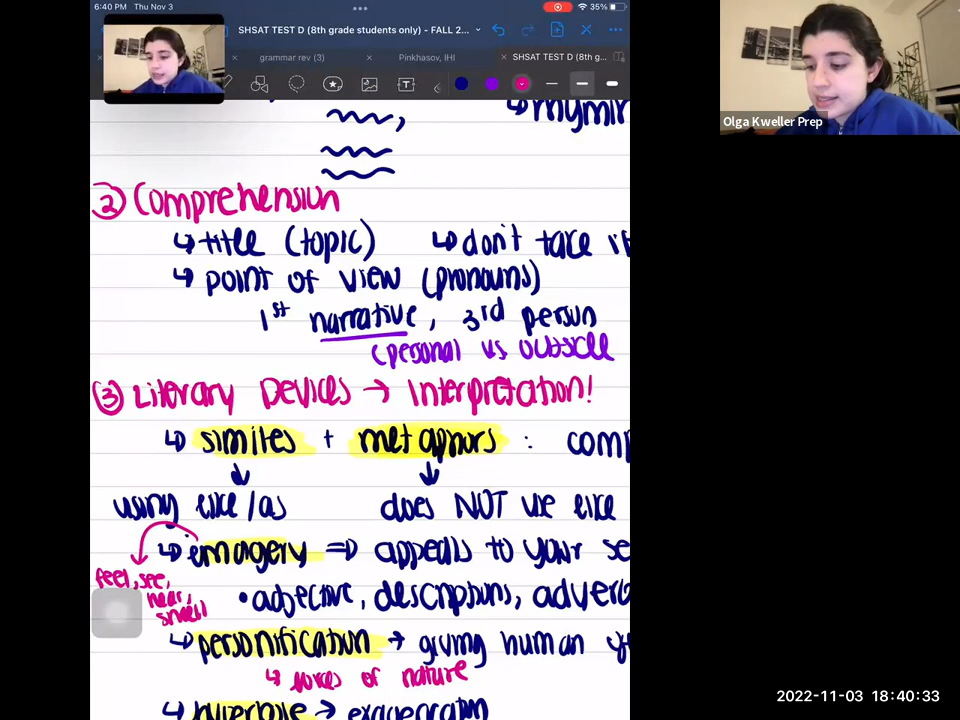 6:40 PM Thu Nov 3
35%
SHSAT TEST D (8th grade students only) - FALL 2...
grammar rev (3)
Pinkhasov, IHI
SHSAT TEST D (8th g...
Olga Kweller Prep
② Comprehension
↳ title (topic) ↳ don't take
↳ point of view (pronouns)
1st narrative, 3rd person
(personal vs outside
③ Literary Devices → Interpretation!
↳ similes + metaphors :
using like/as does NOT use like
↳ imagery ⇒ appeals to your
feel, see,
hear,
smell
• adjective, descriptions,
↳ personification → giving human
↳ forces of nature
↳ hyperbole → exaggeration
2022-11-03 18:40:33